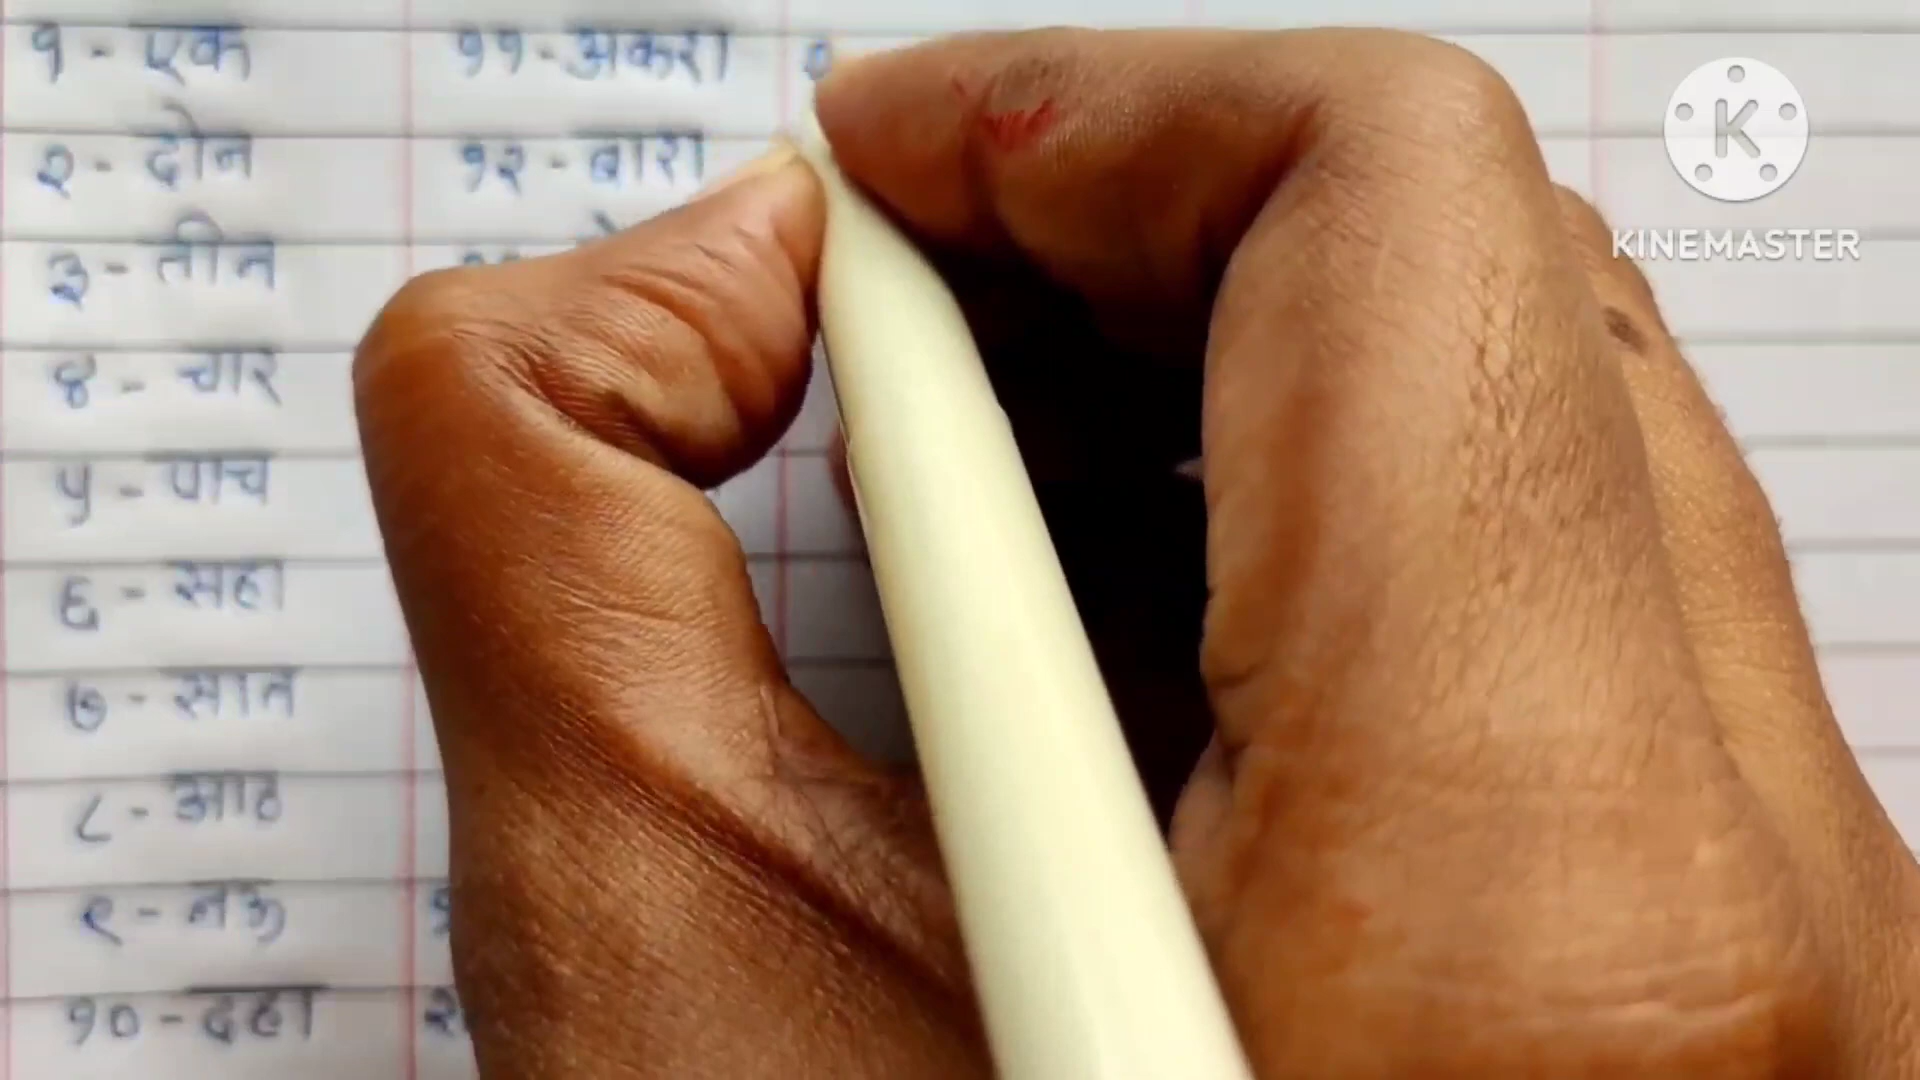 १ - एक
२ - दोन
३ - तीन
४ - चार
५ - पाच
६ - सहा
७ - सात
८ - आठ
९ - नऊ
१० - दहा
११ - अकरा
१२ - बारा
KINEMASTER